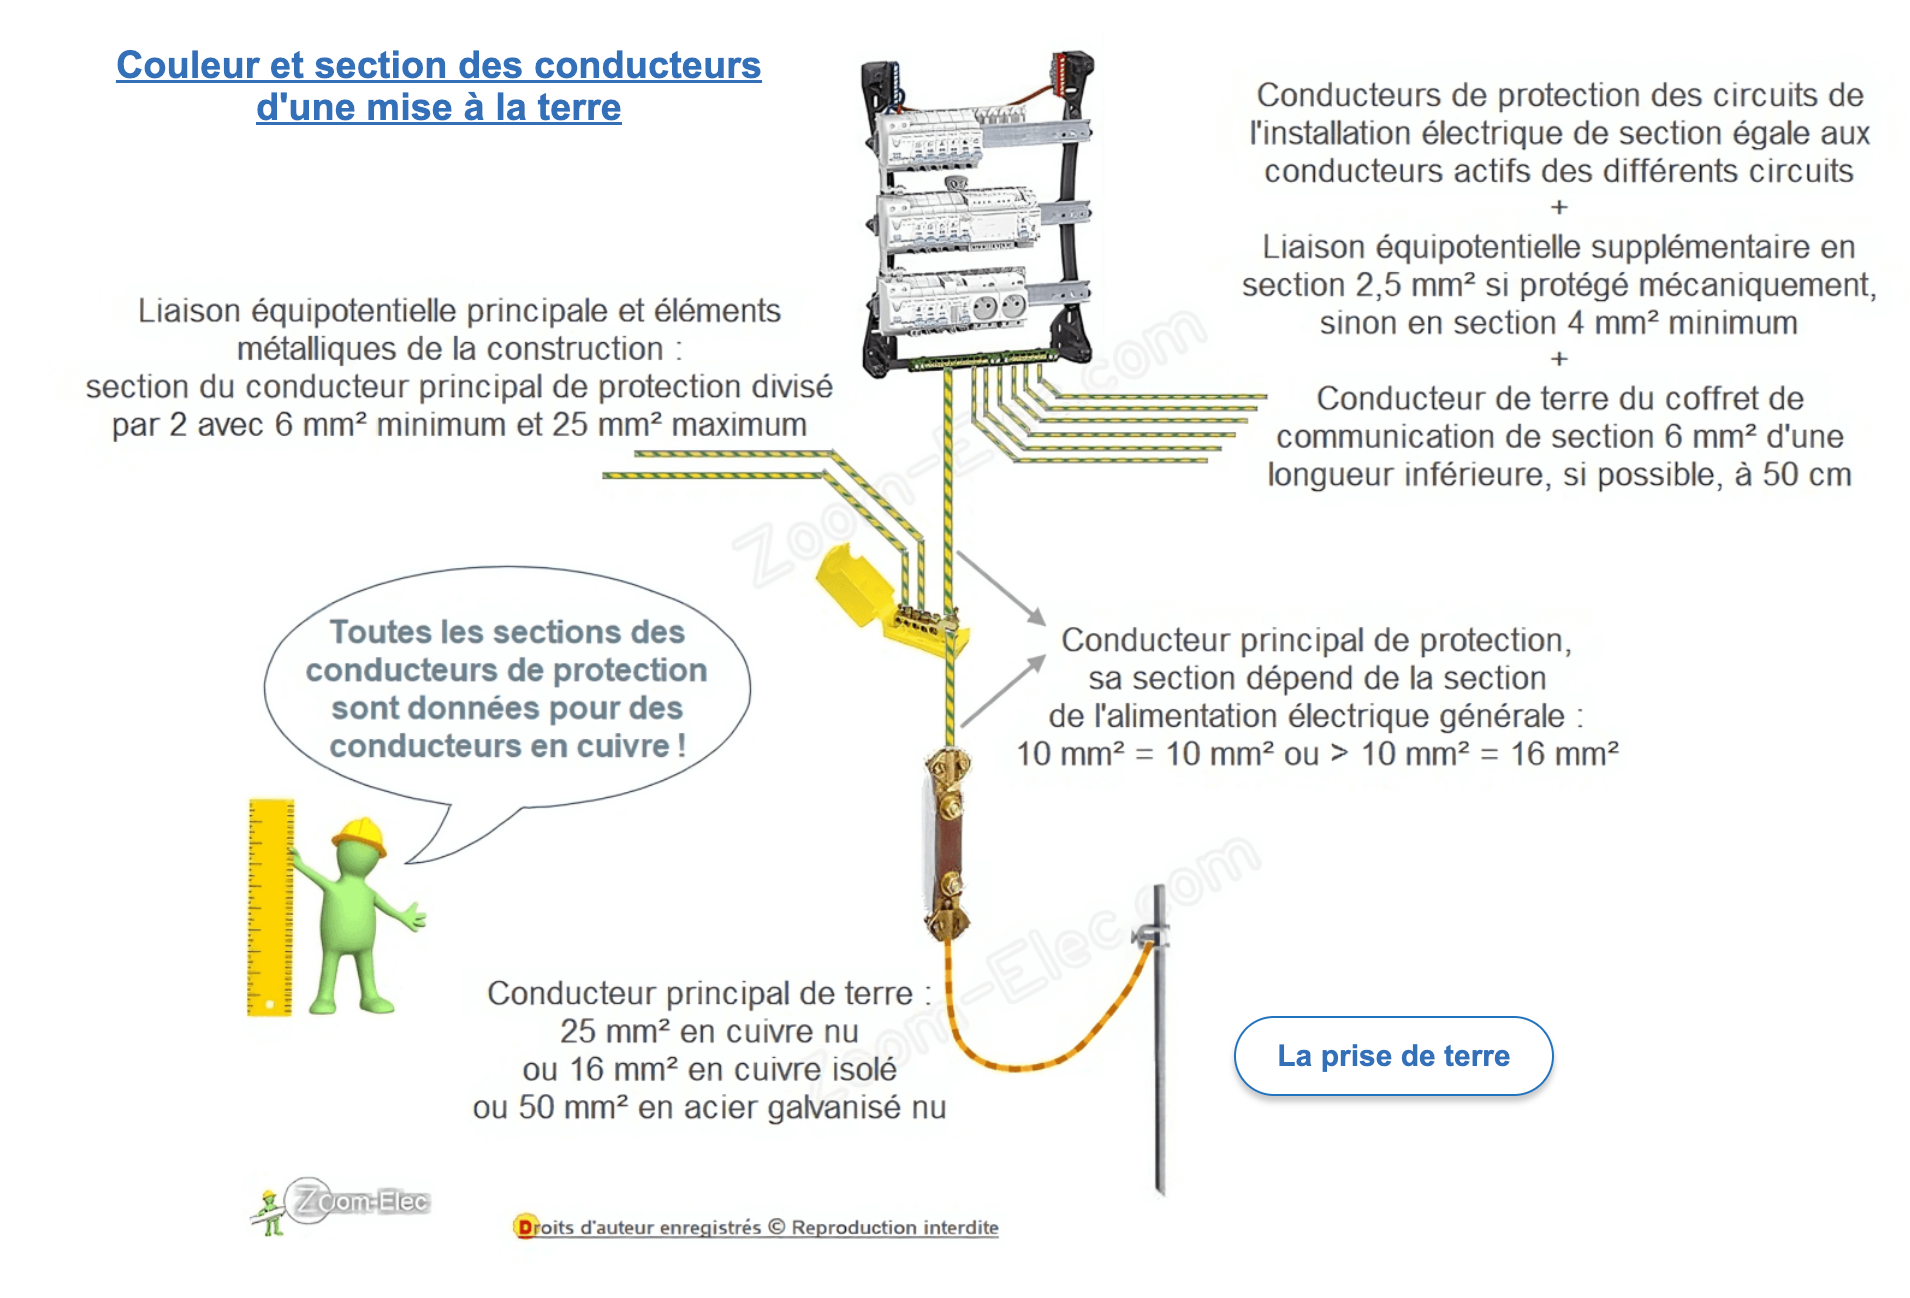 Couleur et section des conducteurs
d'une mise à la terre
Conducteurs de protection des circuits de
l'installation électrique de section égale aux
conducteurs actifs des différents circuits
+
Liaison équipotentielle supplémentaire en
section 2,5 mm² si protégé mécaniquement,
sinon en section 4 mm² minimum
+
Conducteur de terre du coffret de
communication de section 6 mm² d'une
longueur inférieure, si possible, à 50 cm
Liaison équipotentielle principale et éléments
métalliques de la construction :
section du conducteur principal de protection divisé
par 2 avec 6 mm² minimum et 25 mm² maximum
Zoom-Elec.com
Toutes les sections des
conducteurs de protection
sont données pour des
conducteurs en cuivre !
Conducteur principal de protection,
sa section dépend de la section
de l'alimentation électrique générale :
10 mm² = 10 mm² ou > 10 mm² = 16 mm²
Zoom-Elec.com
Conducteur principal de terre :
25 mm² en cuivre nu
ou 16 mm² en cuivre isolé
ou 50 mm² en acier galvanisé nu
La prise de terre
Zoom-Elec
Droits d'auteur enregistrés © Reproduction interdite